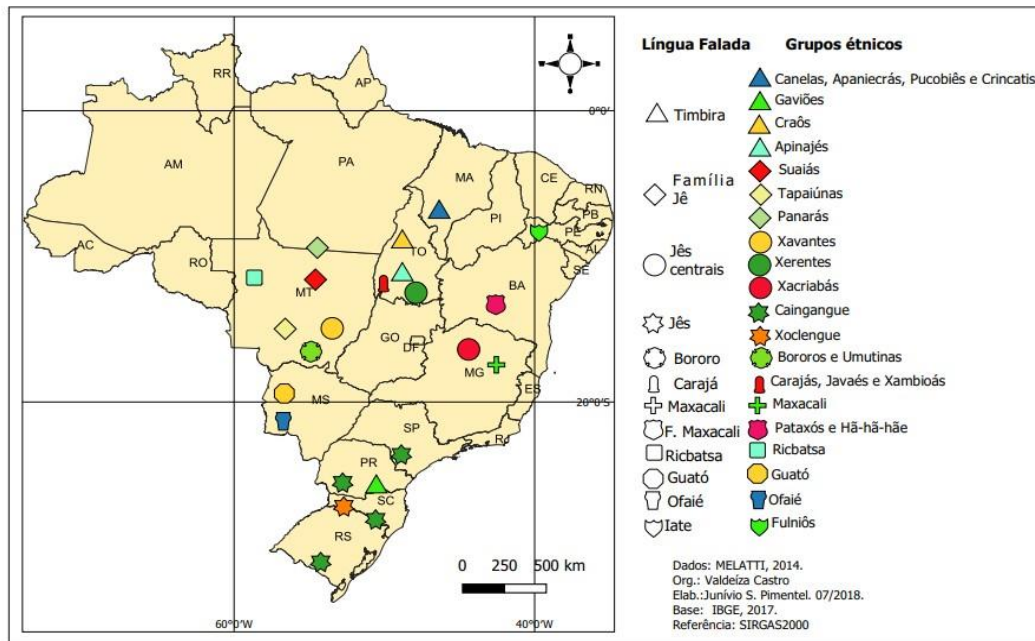 Língua Falada
Grupos étnicos
Timbira
Família
Jê
Jês
centrais
Jês
Bororo
Carajá
Maxacali
F. Maxacali
Ricbatsa
Guató
Ofaié
Iate
Canelas, Apaniecrás, Pucobiês e Crincatis
Gaviões
Craôs
Apinajés
Suaiás
Tapaiúnas
Panarás
Xavantes
Xerentes
Xacriabás
Caingangue
Xoclengue
Bororos e Umutinas
Carajás, Javaés e Xambioás
Maxacali
Pataxós e Hã-hã-hãe
Ricbatsa
Guató
Ofaié
Fulniôs
RR
AP
0°0'
AM
PA
MA
CE
RN
PB
PI
PE
AL
SE
AC
RO
TO
MT
BA
GO
DF
MG
ES
MS
20°0'S
SP
PR
SC
RS
0 250 500 km
60°0'W
40°0'W
Dados: MELATTI, 2014.
Org.: Valdeíza Castro
Elab.:Junívio S. Pimentel. 07/2018.
Base: IBGE, 2017.
Referência: SIRGAS2000